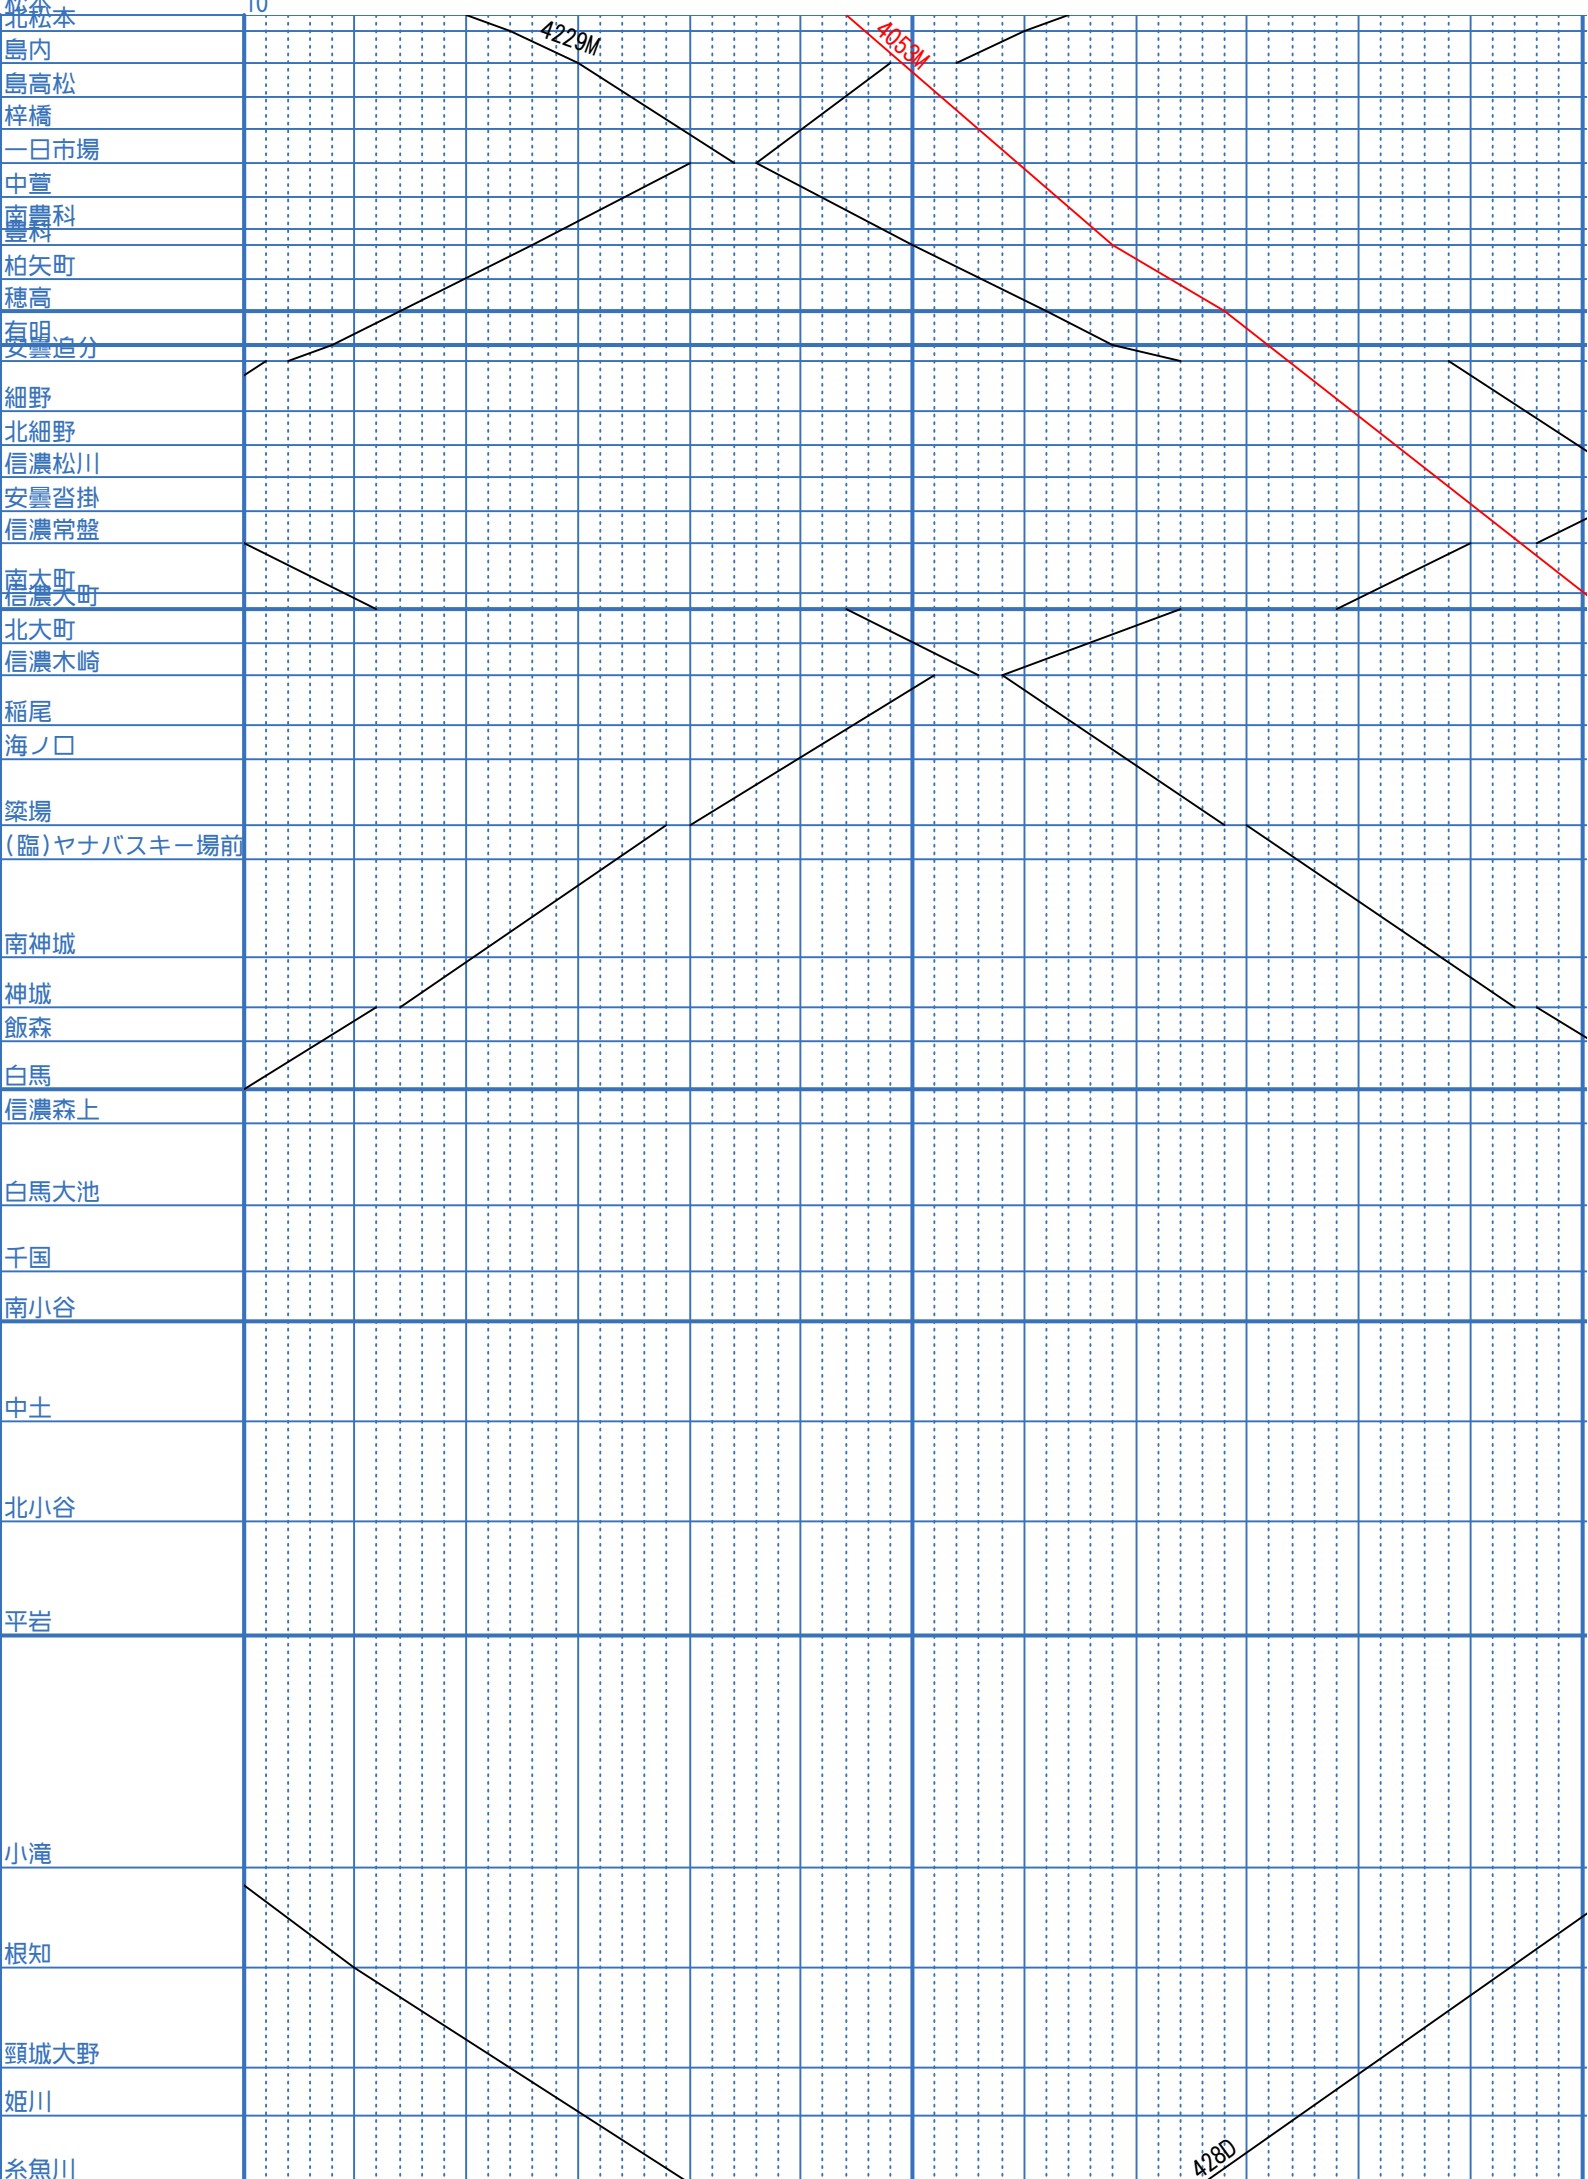 松本
10
北松本
4229M
4053M
島内
島高松
梓橋
一日市場
中萱
南豊科
豊科
柏矢町
穂高
有明
安曇追分
細野
北細野
信濃松川
安曇沓掛
信濃常盤
南大町
信濃大町
北大町
信濃木崎
稲尾
海ノ口
簗場
(臨)ヤナバスキー場前
南神城
神城
飯森
白馬
信濃森上
白馬大池
千国
南小谷
中土
北小谷
平岩
小滝
根知
頸城大野
姫川
428D
糸魚川